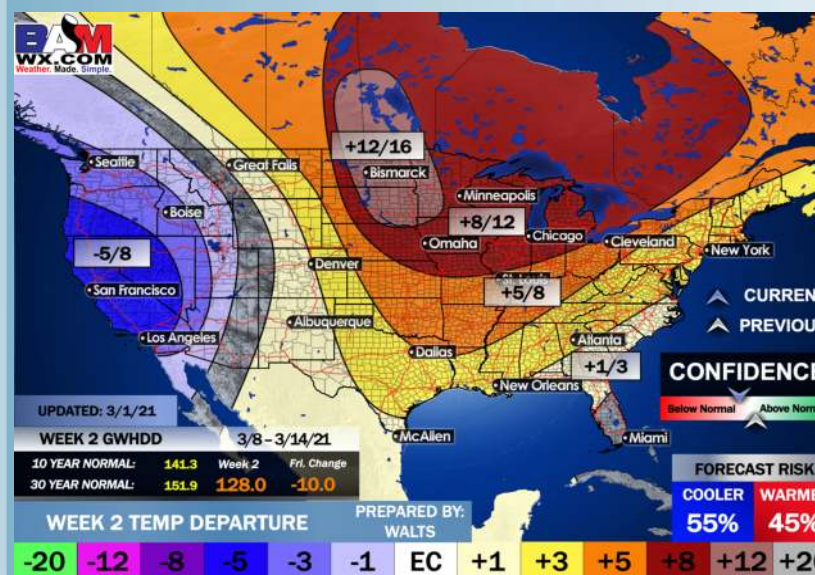 BAM
WX.COM
Weather. Made. Simple.
Seattle
Great Falls
+12/16
Bismarck
Minneapolis
Boise
+8/12
-5/8
Omaha
Chicago
Cleveland
New York
Denver
St. Louis
+5/8
San Francisco
CURREN
PREVIOU
Los Angeles
Albuquerque
Atlanta
Dallas
+1/3
New Orleans
CONFIDENCE
Below Normal
Above Norm
McAllen
Miami
UPDATED: 3/1/21
WEEK 2 GWHDD 3/8 – 3/14/21
10 YEAR NORMAL: 141.3 Week 2 Fri. Change
30 YEAR NORMAL: 151.9 128.0 -10.0
FORECAST RISK
COOLER WARME
55% 45%
WEEK 2 TEMP DEPARTURE
PREPARED BY:
WALTS
-20 -12 -8 -5 -3 -1 EC +1 +3 +5 +8 +12 +20